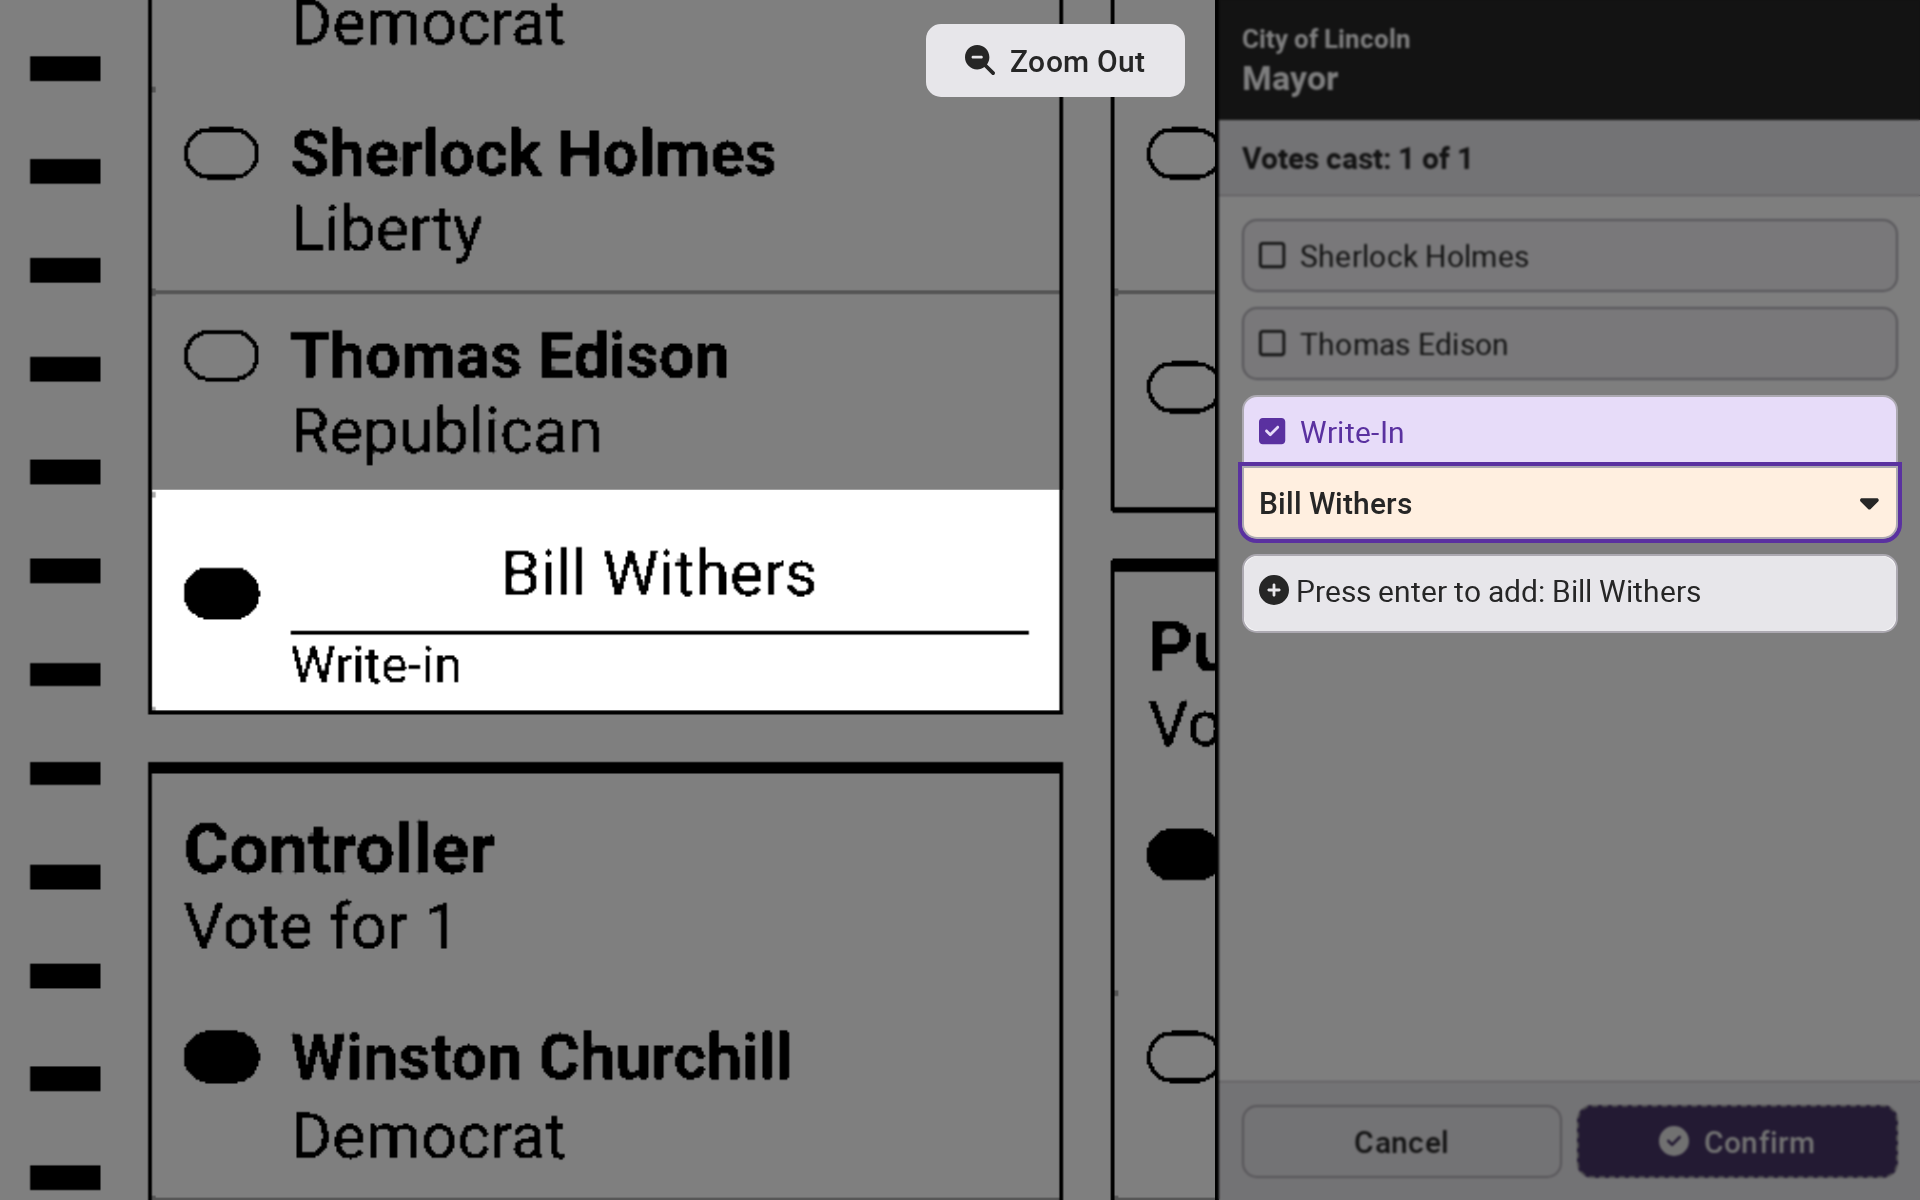 Democrat
Sherlock Holmes
Liberty
Thomas Edison
Republican
Bill Withers
Write-in
Controller
Vote for 1
Winston Churchill
Democrat
Zoom Out
Pu
Vo
City of Lincoln
Mayor
Votes cast: 1 of 1
Sherlock Holmes
Thomas Edison
Write-In
Bill Withers
Press enter to add: Bill Withers
Cancel
Confirm